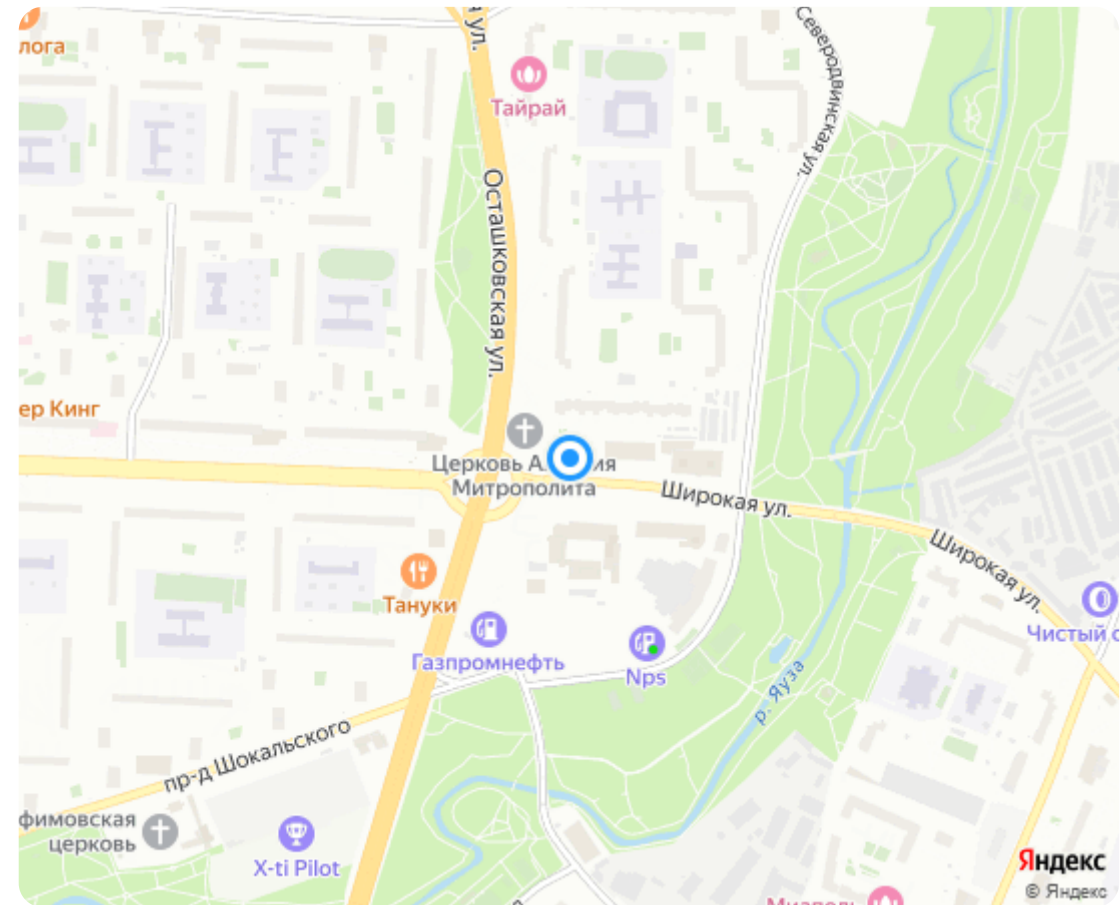 я ул.
лога
Тайрай
Северодвинская ул.
Осташковская ул.
ер Кинг
Церковь А
ия
Митрополита
Широкая ул.
Широкая ул.
Тануки
Чистый с
Газпромнефть
Nps
р. Яуза
пр-д Шокальского
фимовская
церковь
X-ti Pilot
Яндекс
© Яндекс